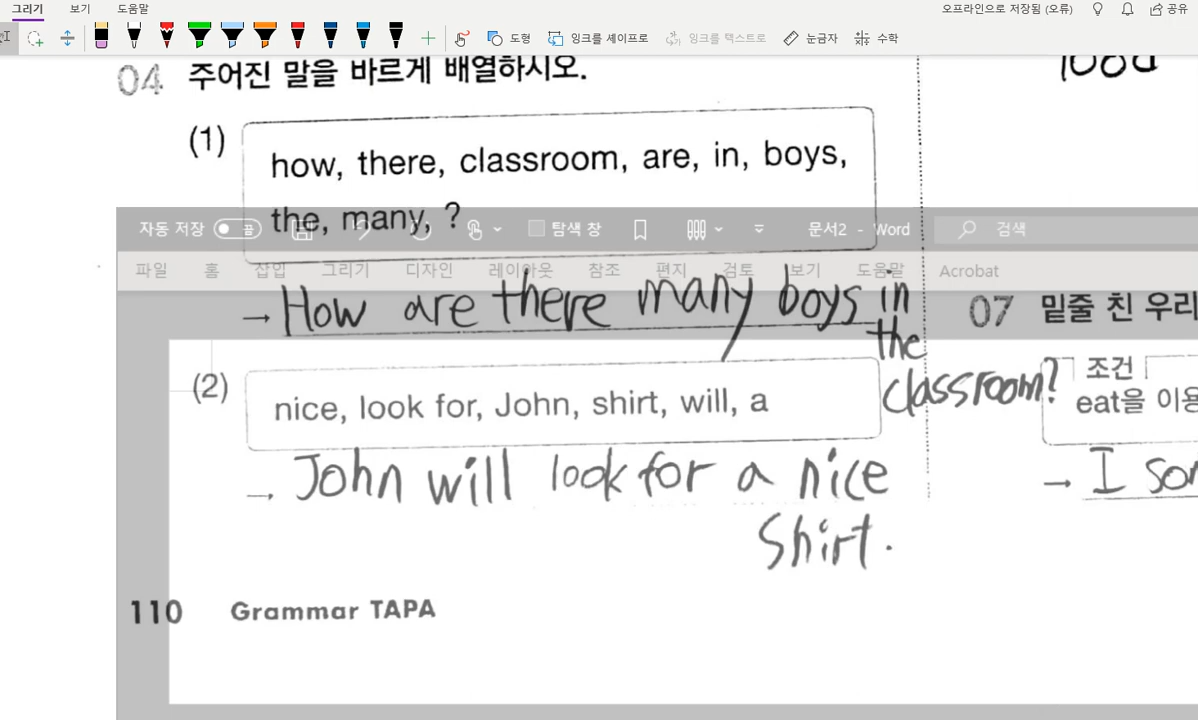 그리기 보기 도움말 오프라인으로 저장됨 (오류) 공유
도형 잉크를 셰이프로 잉크를 텍스트로 눈금자 수학
04 주어진 말을 바르게 배열하시오.
(1) how, there, classroom, are, in, boys,
the, many, ?
자동 저장 끔 탐색 창 문서2 - Word 검색
파일 홈 삽입 그리기 디자인 레이아웃 참조 편지 검토 보기 도움말 Acrobat
→ How are there many boys in
the
classroom?
(2) nice, look for, John, shirt, will, a
→ John will look for a nice
shirt.
110 Grammar TAPA
07 밑줄 친 우리
조건
eat을 이용
→ I